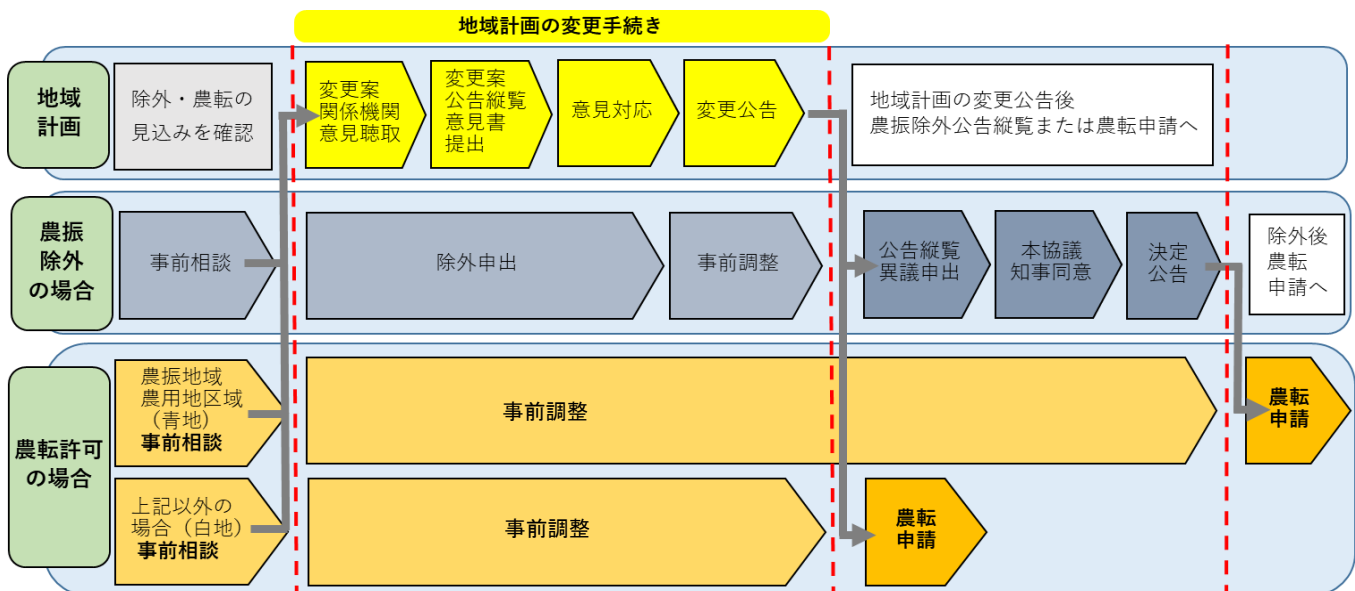 地域計画の変更手続き
地域
計画
除外・農転の
見込みを確認
変更案
関係機関
意見聴取
変更案
公告縦覧
意見書
提出
意見対応
変更公告
地域計画の変更公告後
農振除外公告縦覧または農転申請へ
農振
除外
の場合
事前相談
除外申出
事前調整
公告縦覧
異議申出
本協議
知事同意
決定
公告
除外後
農転
申請へ
農転許可
の場合
農振地域
農用地区域
（青地）
事前相談
事前調整
農転
申請
上記以外の
場合（白地）
事前相談
事前調整
農転
申請